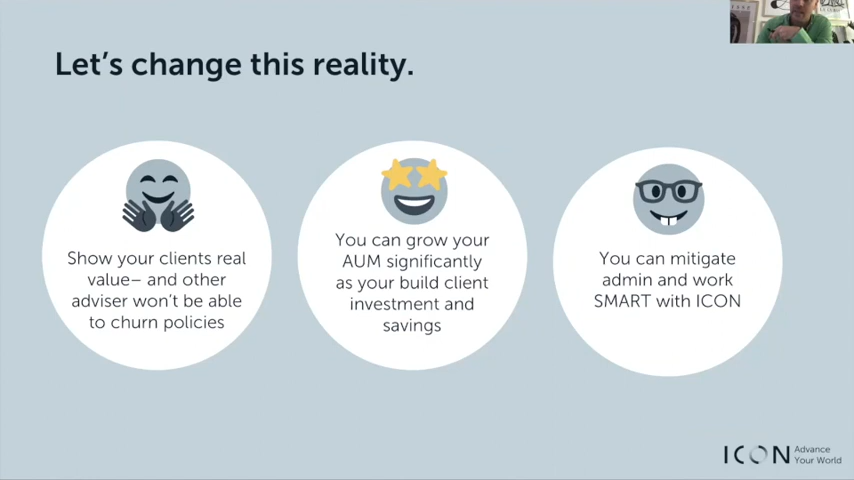 Let's change this reality.
Show your clients real
value– and other
adviser won't be able
to churn policies
You can grow your
AUM significantly
as your build client
investment and
savings
You can mitigate
admin and work
SMART with ICON
ICON
Advance
Your World